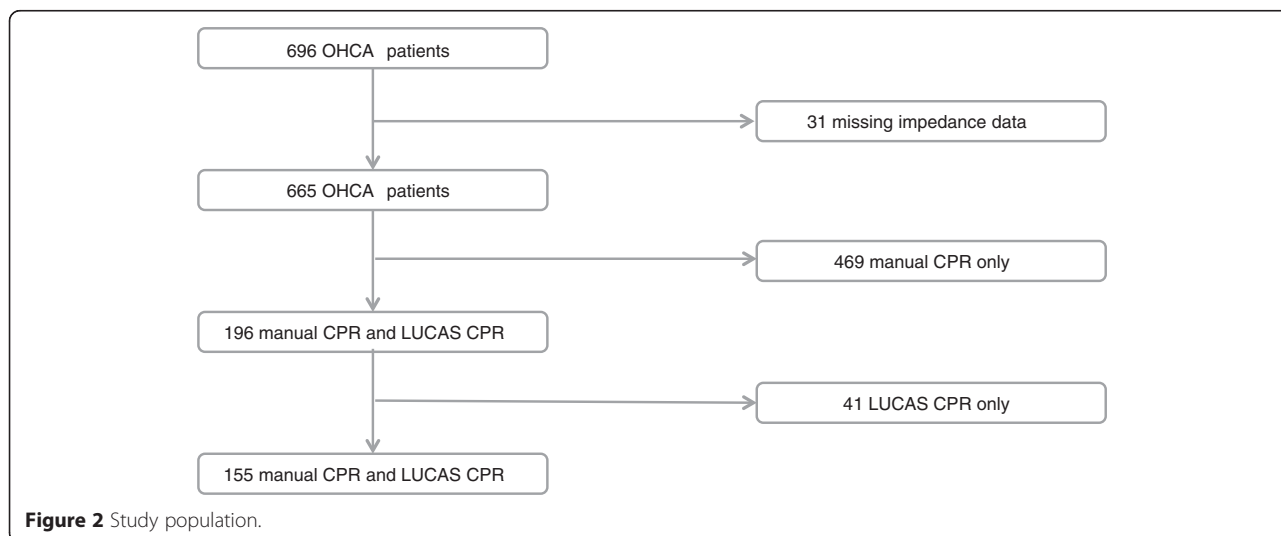 696 OHCA patients
31 missing impedance data
665 OHCA patients
469 manual CPR only
196 manual CPR and LUCAS CPR
41 LUCAS CPR only
155 manual CPR and LUCAS CPR
Figure 2 Study population.